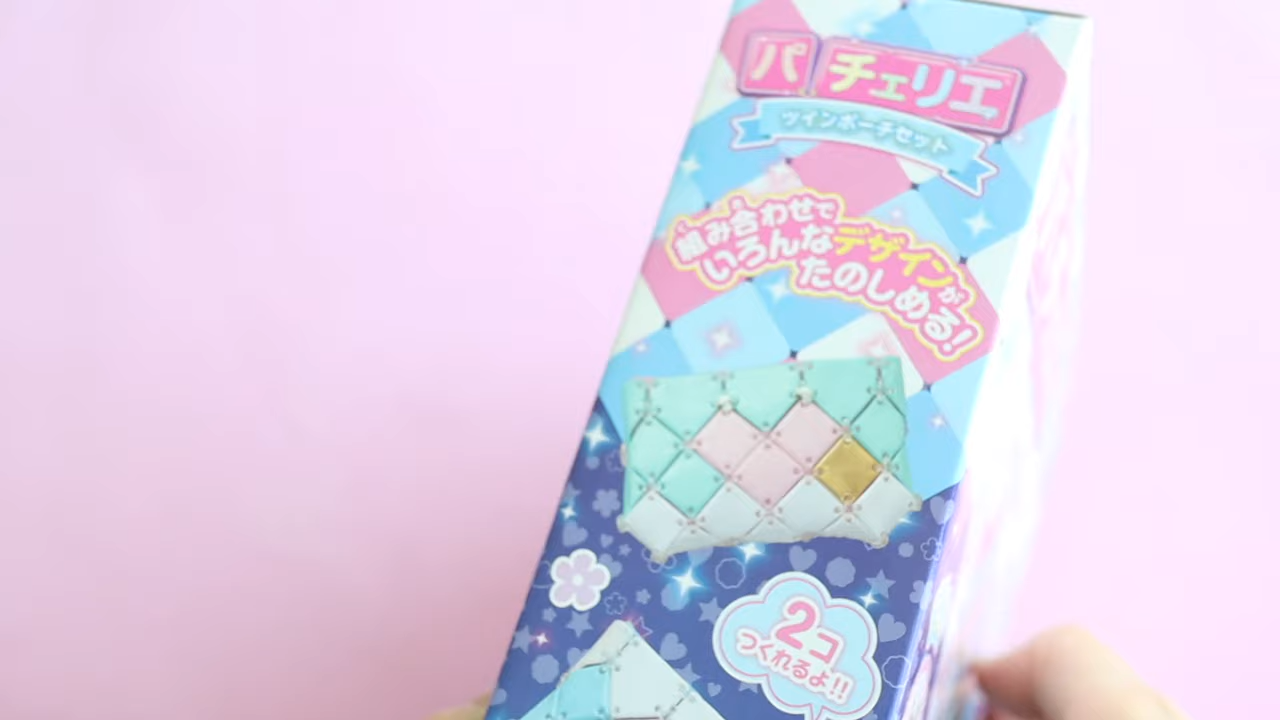 パチェリエ
ツインポーチセット
組み合わせで
いろんなデザインが
たのしめる!
2コ
つくれるよ!!